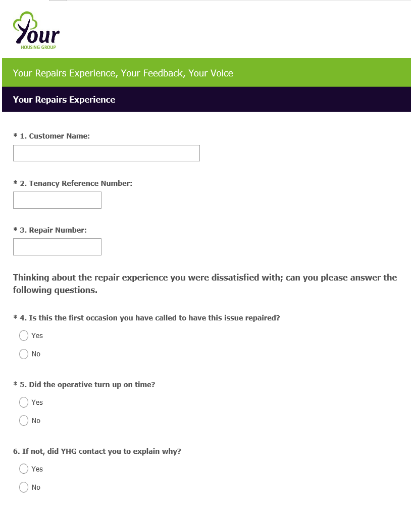 Your
HOUSING GROUP
Your Repairs Experience, Your Feedback, Your Voice
Your Repairs Experience
* 1. Customer Name:
* 2. Tenancy Reference Number:
* 3. Repair Number:
Thinking about the repair experience you were dissatisfied with; can you please answer the
following questions.
* 4. Is this the first occasion you have called to have this issue repaired?
Yes
No
* 5. Did the operative turn up on time?
Yes
No
6. If not, did YHG contact you to explain why?
Yes
No